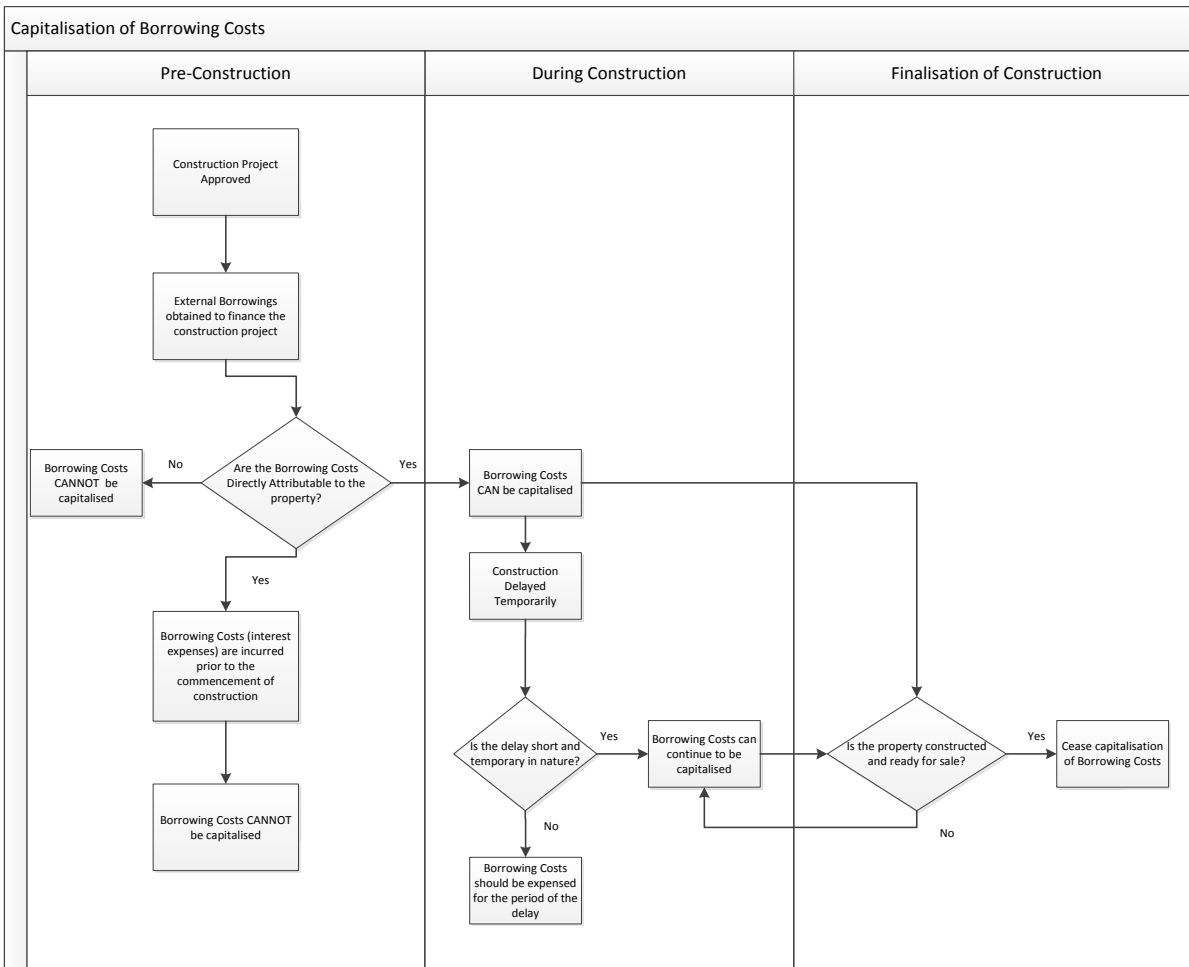 Capitalisation of Borrowing Costs
Pre-Construction
During Construction
Finalisation of Construction
Construction Project
Approved
External Borrowings
obtained to finance the
construction project
Are the Borrowing Costs
Directly Attributable to the
property?
No
Borrowing Costs
CANNOT be
capitalised
Yes
Yes
Borrowing Costs (interest
expenses) are incurred
prior to the
commencement of
construction
Borrowing Costs CANNOT
be capitalised
Borrowing Costs
CAN be capitalised
Construction
Delayed
Temporarily
Is the delay short and
temporary in nature?
Yes
Borrowing Costs can
continue to be
capitalised
No
Borrowing Costs
should be expensed
for the period of the
delay
Is the property constructed
and ready for sale?
Yes
Cease capitalisation
of Borrowing Costs
No